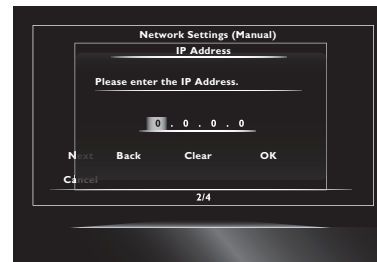 Network Settings (Manual)
IP Address
Please enter the IP Address.
0 . 0 . 0 . 0
Next Back Clear OK
Cancel
2/4